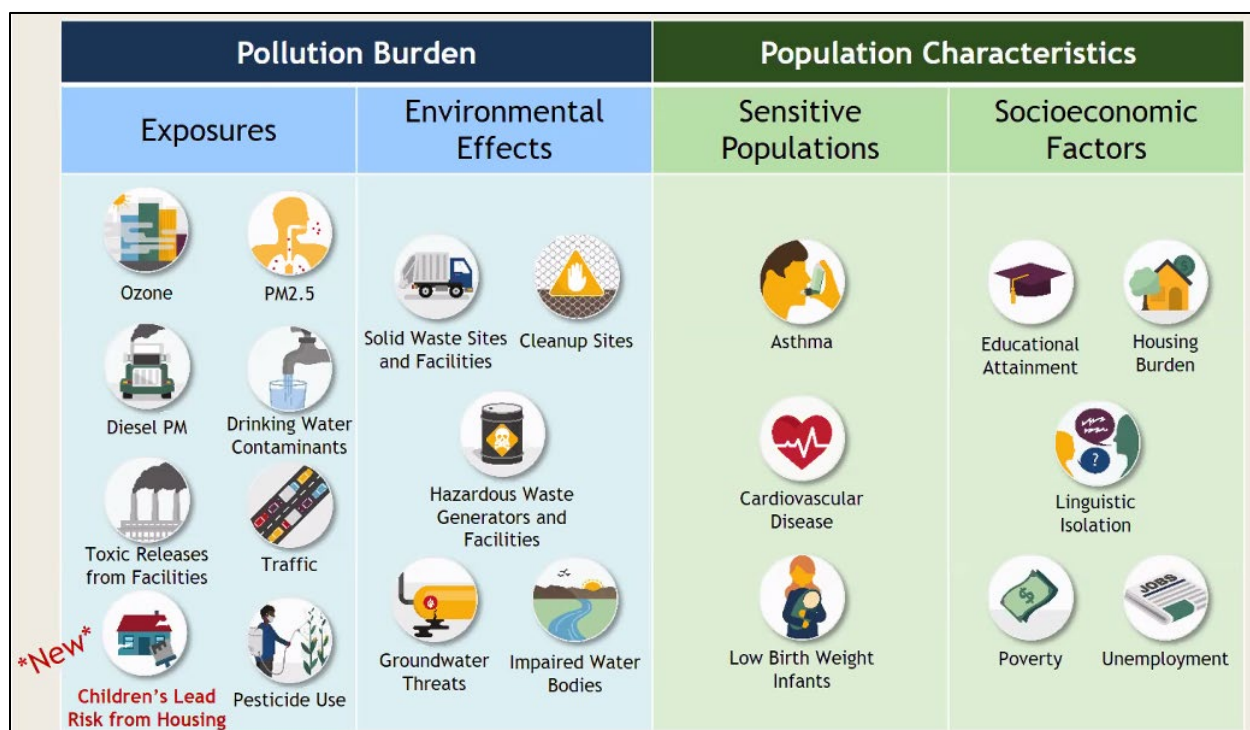 Pollution Burden
Population Characteristics
Exposures
Environmental
Effects
Sensitive
Populations
Socioeconomic
Factors
Ozone
PM2.5
Diesel PM
Drinking Water
Contaminants
Toxic Releases
from Facilities
Traffic
*New*
Children's Lead
Risk from Housing
Pesticide Use
Solid Waste Sites
and Facilities
Cleanup Sites
Hazardous Waste
Generators and
Facilities
Groundwater
Threats
Impaired Water
Bodies
Asthma
Cardiovascular
Disease
Low Birth Weight
Infants
Educational
Attainment
$
Housing
Burden
?
Linguistic
Isolation
$
Poverty
JOBS
Unemployment